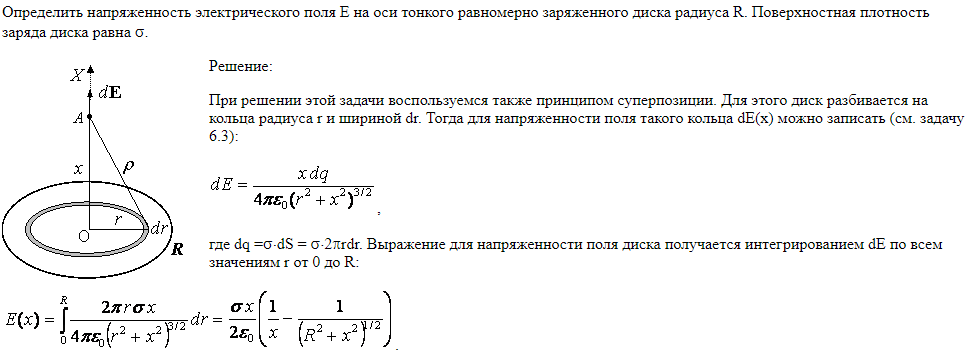 Определить напряженность электрического поля E на оси тонкого равномерно заряженного диска радиуса R. Поверхностная плотность
заряда диска равна σ.
Решение:
X
dE
A
x
ρ
r
dr
O
R
При решении этой задачи воспользуемся также принципом суперпозиции. Для этого диск разбивается на
кольца радиуса r и шириной dr. Тогда для напряженности поля такого кольца dE(x) можно записать (см. задачу
6.3):
dE = x dq / 4πε₀(r² + x²)^3/2 ,
где dq =σ·dS = σ·2πrdr. Выражение для напряженности поля диска получается интегрированием dE по всем
значениям r от 0 до R:
E(x) = ∫₀ᴿ 2πrσx / 4πε₀(r² + x²)^3/2 dr = σx / 2ε₀ (1/x − 1/(R² + x²)^1/2) .